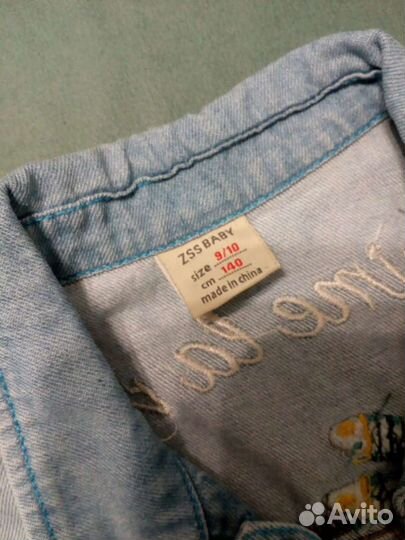 ZSS BABY
size 9/10
cm 140
made in china
Avito